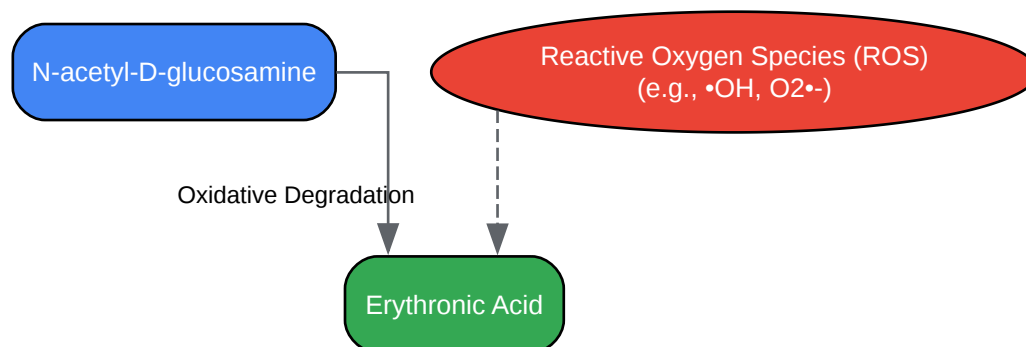 N-acetyl-D-glucosamine
Reactive Oxygen Species (ROS)
(e.g., •OH, O2•-)
Oxidative Degradation
Erythronic Acid